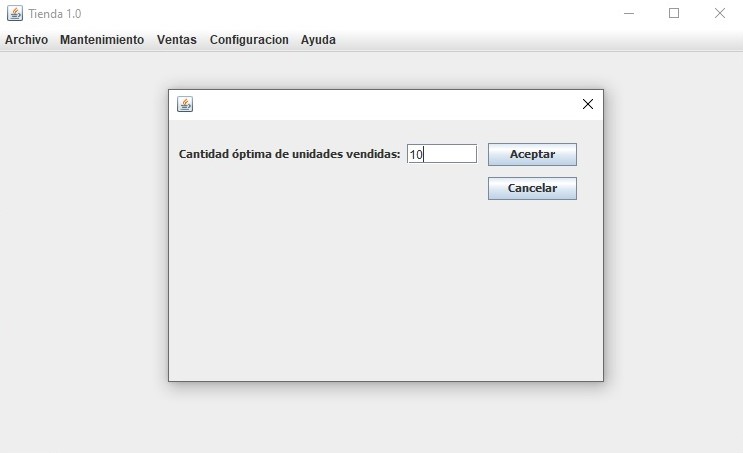 Tienda 1.0
Archivo Mantenimiento Ventas Configuracion Ayuda
Cantidad óptima de unidades vendidas: 10 Aceptar
Cancelar